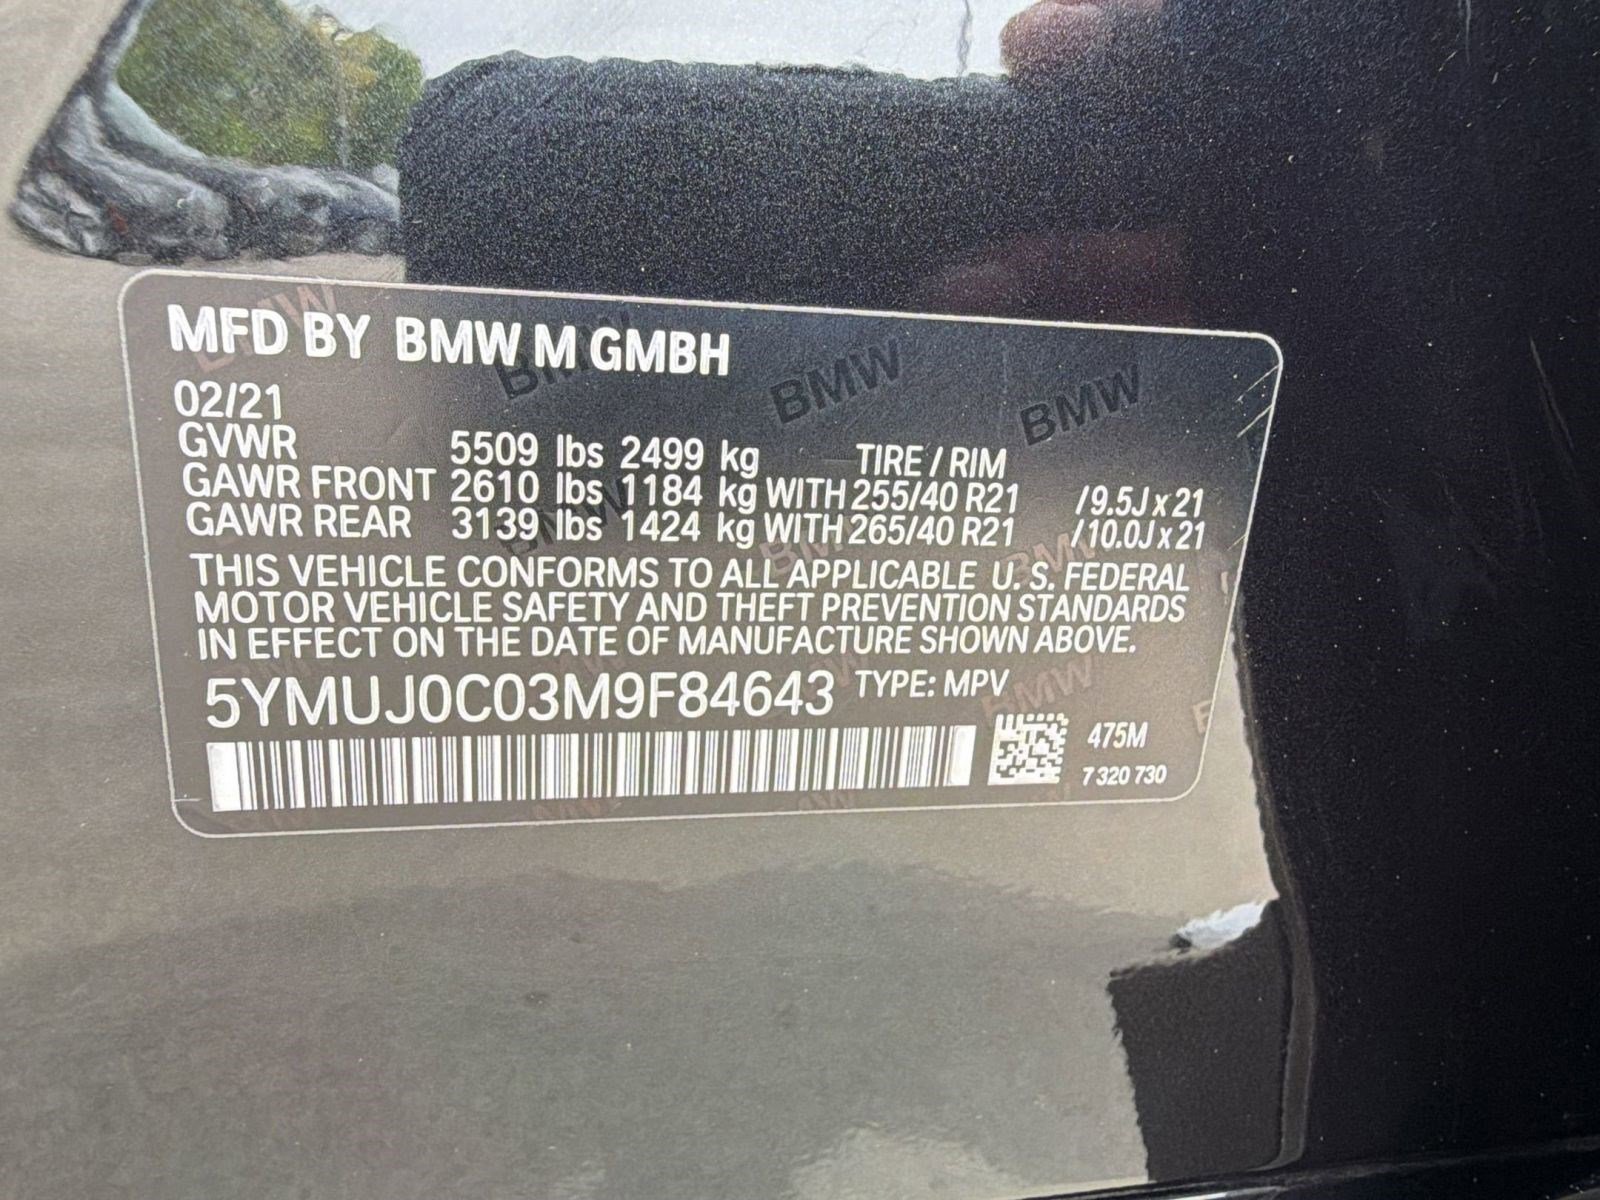 MFD BY BMW M GMBH
02/21
GVWR 5509 lbs 2499 kg TIRE / RIM
GAWR FRONT 2610 lbs 1184 kg WITH 255/40 R21 /9.5J x 21
GAWR REAR 3139 lbs 1424 kg WITH 265/40 R21 /10.0J x 21
THIS VEHICLE CONFORMS TO ALL APPLICABLE U. S. FEDERAL
MOTOR VEHICLE SAFETY AND THEFT PREVENTION STANDARDS
IN EFFECT ON THE DATE OF MANUFACTURE SHOWN ABOVE.
5YMUJ0C03M9F84643 TYPE: MPV
475M
7 320 730